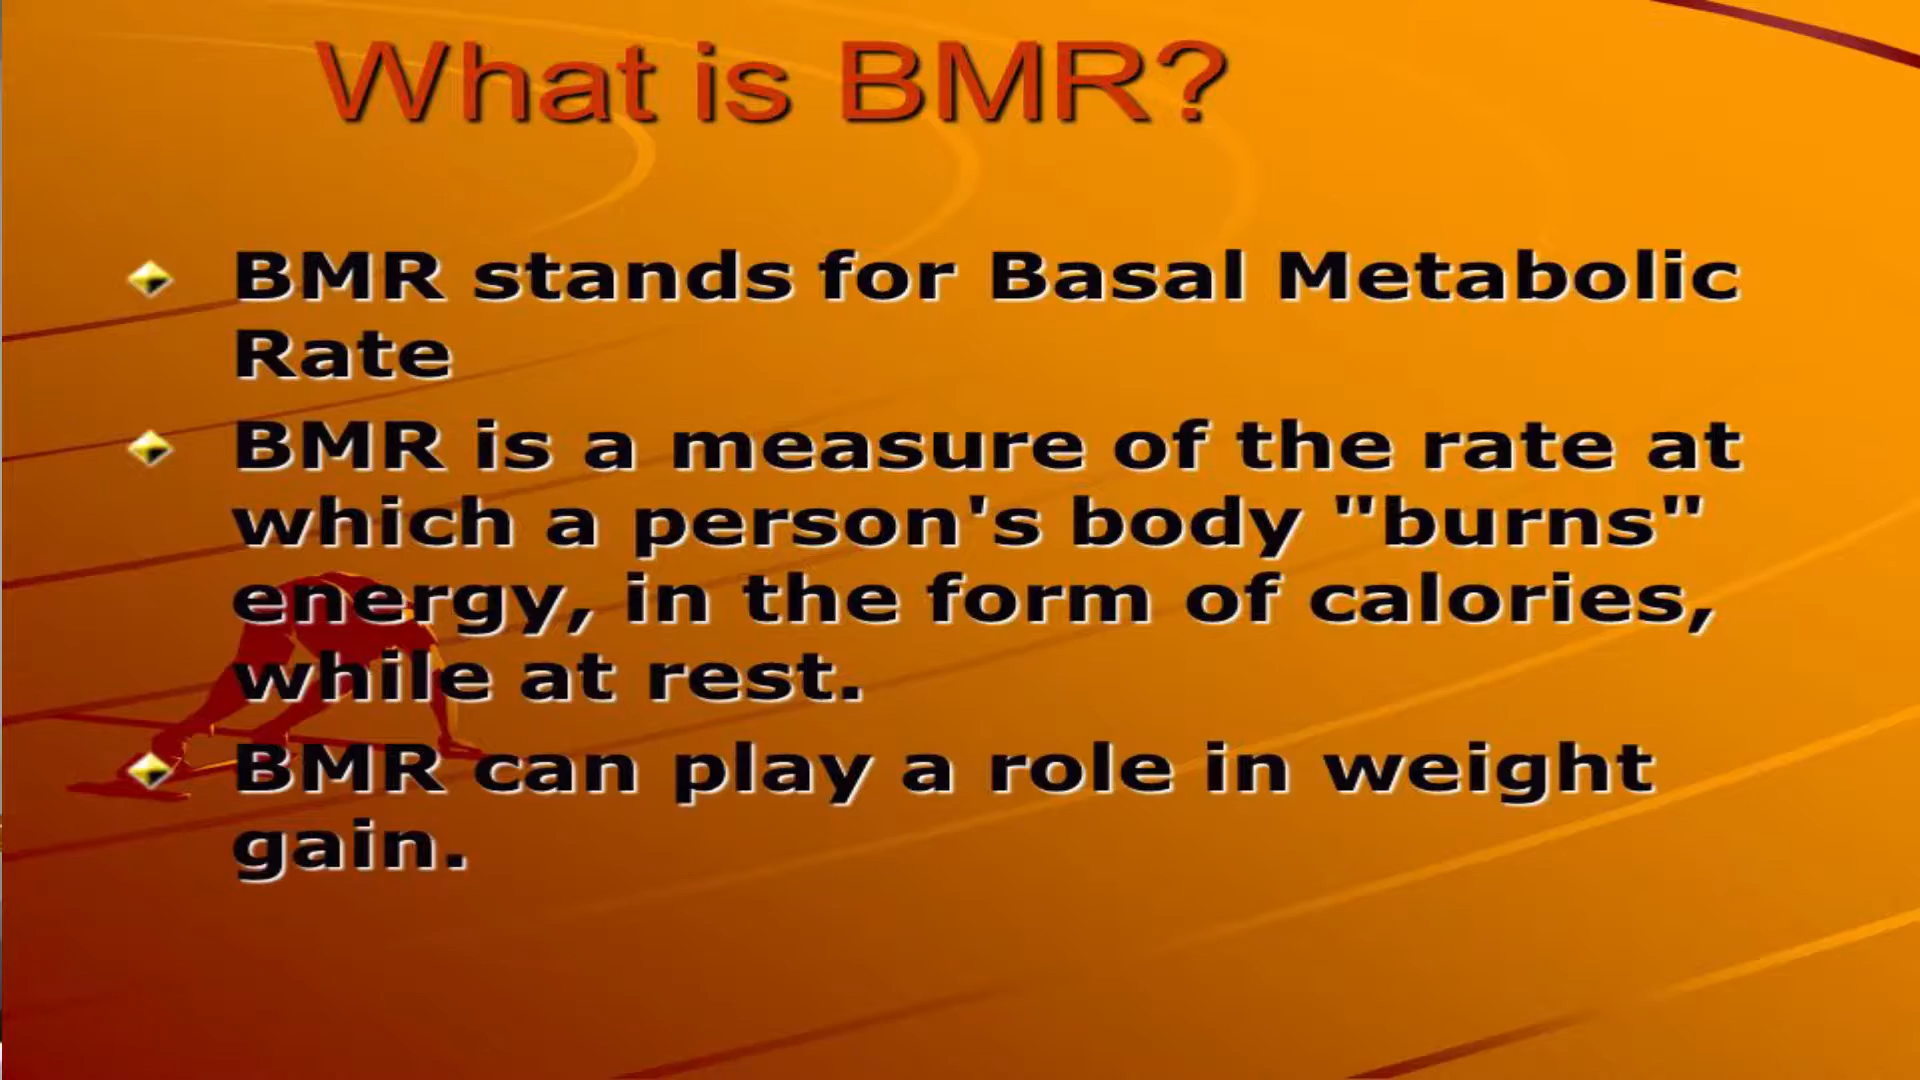 What is BMR?
BMR stands for Basal Metabolic
Rate
BMR is a measure of the rate at
which a person's body "burns"
energy, in the form of calories,
while at rest.
BMR can play a role in weight
gain.